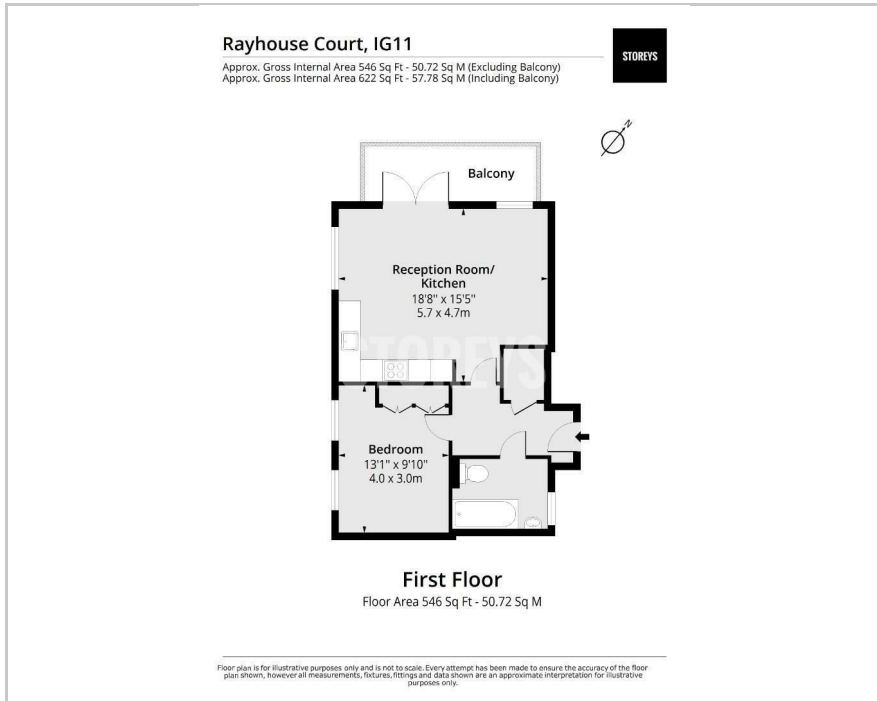 Rayhouse Court, IG11
Approx. Gross Internal Area 546 Sq Ft - 50.72 Sq M (Excluding Balcony)
Approx. Gross Internal Area 622 Sq Ft - 57.78 Sq M (Including Balcony)
STOREYS
N
Balcony
Reception Room/
Kitchen
18'8" x 15'5"
5.7 x 4.7m
STOREYS
Bedroom
13'1" x 9'10"
4.0 x 3.0m
First Floor
Floor Area 546 Sq Ft - 50.72 Sq M
Floor plan is for illustrative purposes only and is not to scale. Every attempt has been made to ensure the accuracy of the floor
plan shown, however all measurements, fixtures, fittings and data shown are an approximate interpretation for illustrative
purposes only.